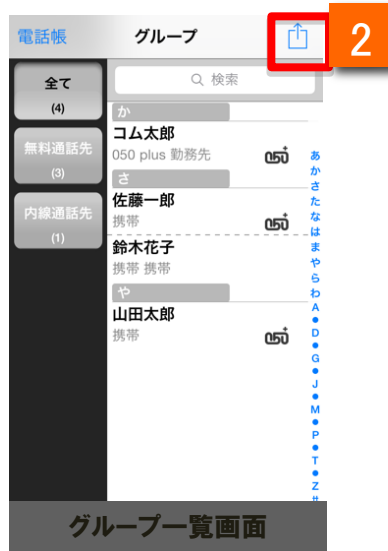 2
電話帳 グループ
全て
(4)
検索
無料通話先
(3)
内線通話先
(1)
か
コム太郎
050 plus 勤務先 050+
さ
佐藤一郎
携帯 050+
鈴木花子
携帯 携帯
や
山田太郎
携帯 050+
あ
か
さ
た
な
は
ま
や
ら
わ
A
●
D
●
G
●
J
●
M
●
P
●
T
●
Z
#
グループ一覧画面